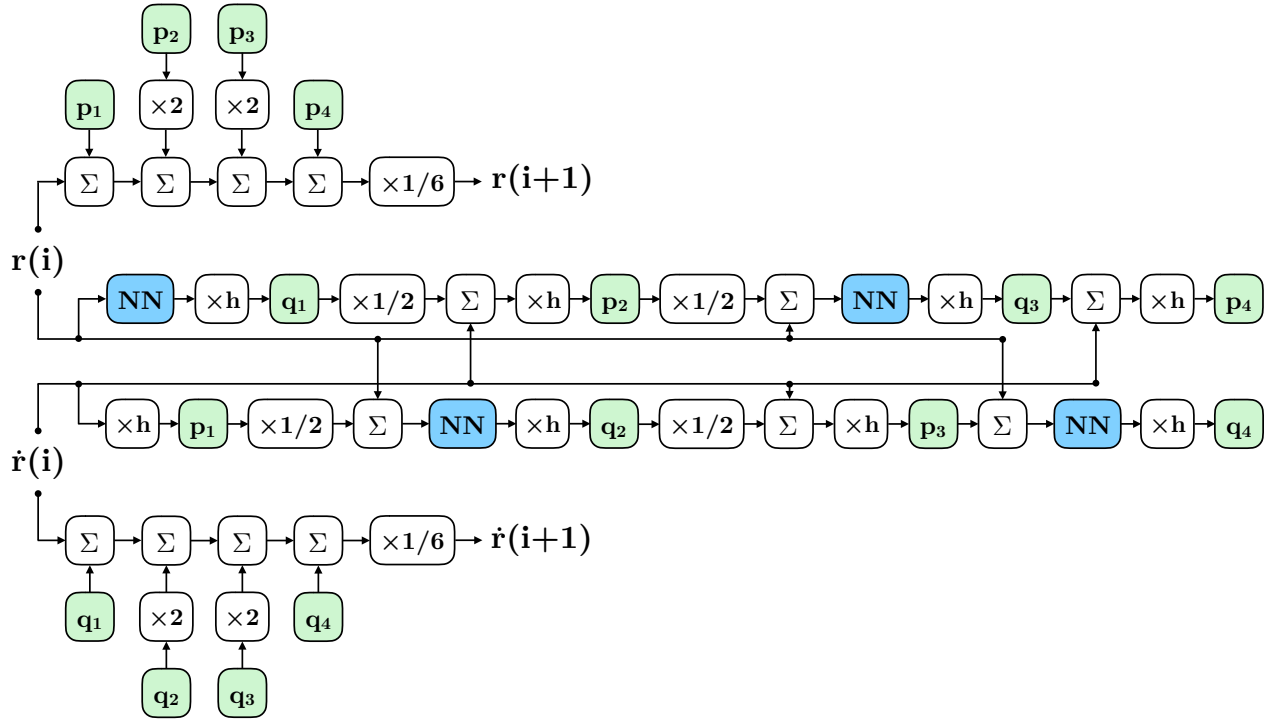 p₂ p₃
p₁ ×2 ×2 p₄
Σ Σ Σ Σ ×1/6 r(i+1)
r(i)
NN ×h q₁ ×1/2 Σ ×h p₂ ×1/2 Σ NN ×h q₃ Σ ×h p₄
×h p₁ ×1/2 Σ NN ×h q₂ ×1/2 Σ ×h p₃ Σ NN ×h q₄
ṙ(i)
Σ Σ Σ Σ ×1/6 ṙ(i+1)
q₁ ×2 ×2 q₄
q₂ q₃